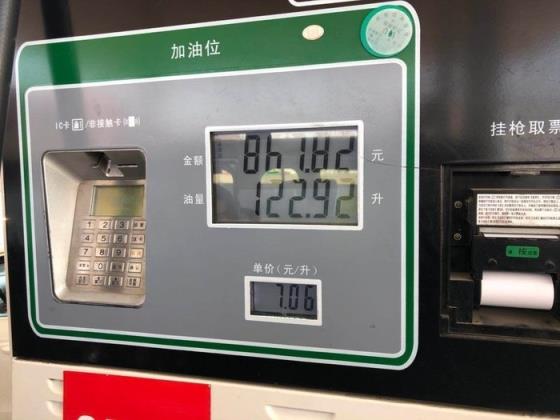 加油位
IC卡 /非接触卡
挂枪取票
金额 867.82 元
油量 122.92 升
单价(元/升)
7.06